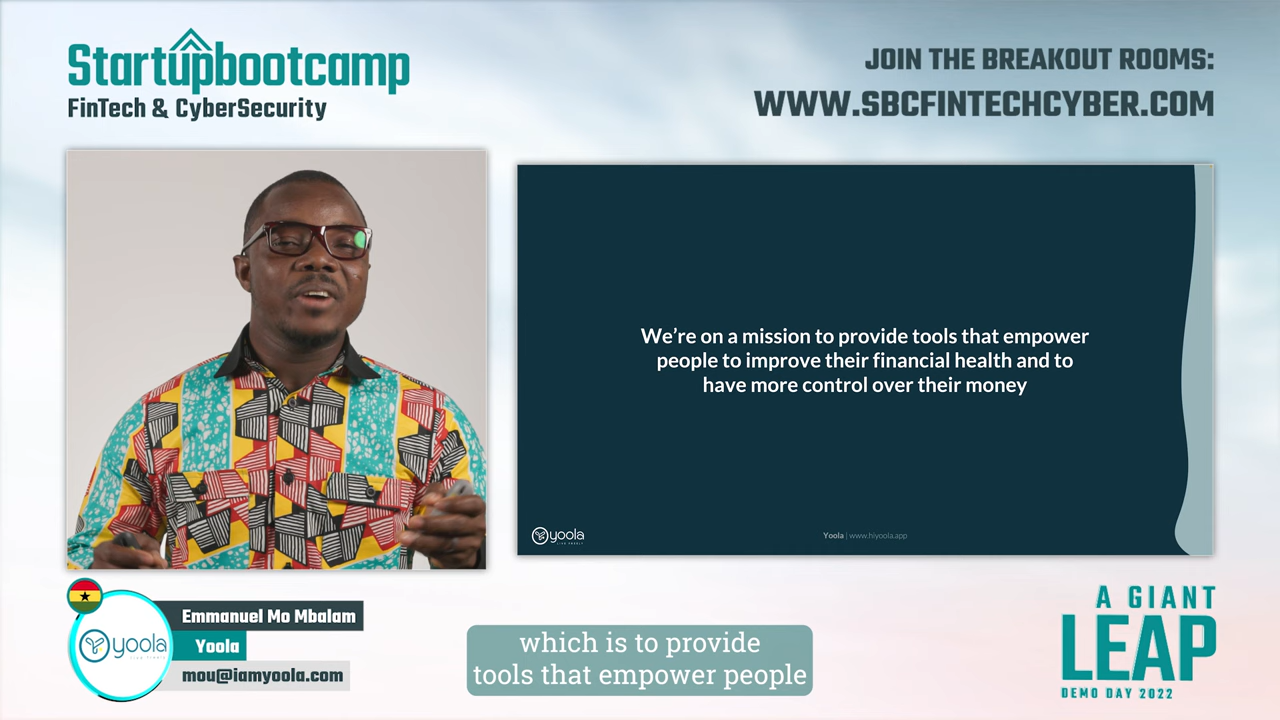 Startupbootcamp
FinTech & CyberSecurity
JOIN THE BREAKOUT ROOMS:
WWW.SBCFINTECHCYBER.COM
We're on a mission to provide tools that empower
people to improve their financial health and to
have more control over their money
yoola
Yoola | www.hiyoola.app
Emmanuel Mo Mbalam
yoola
Yoola
mou@iamyoola.com
which is to provide
tools that empower people
A GIANT
LEAP
DEMO DAY 2022